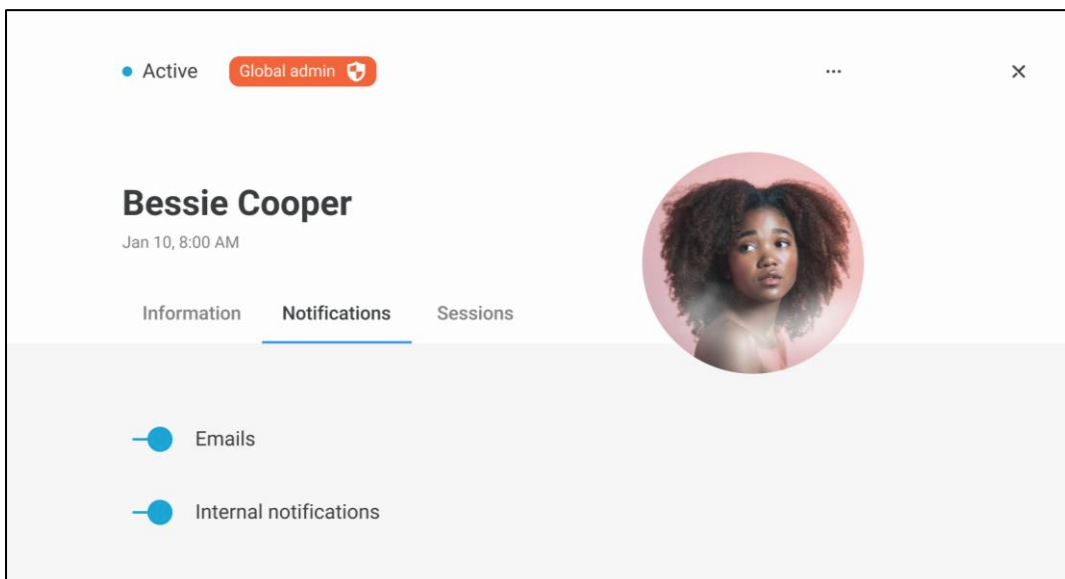 Active Global admin ...
Bessie Cooper
Jan 10, 8:00 AM
Information Notifications Sessions
Emails
Internal notifications